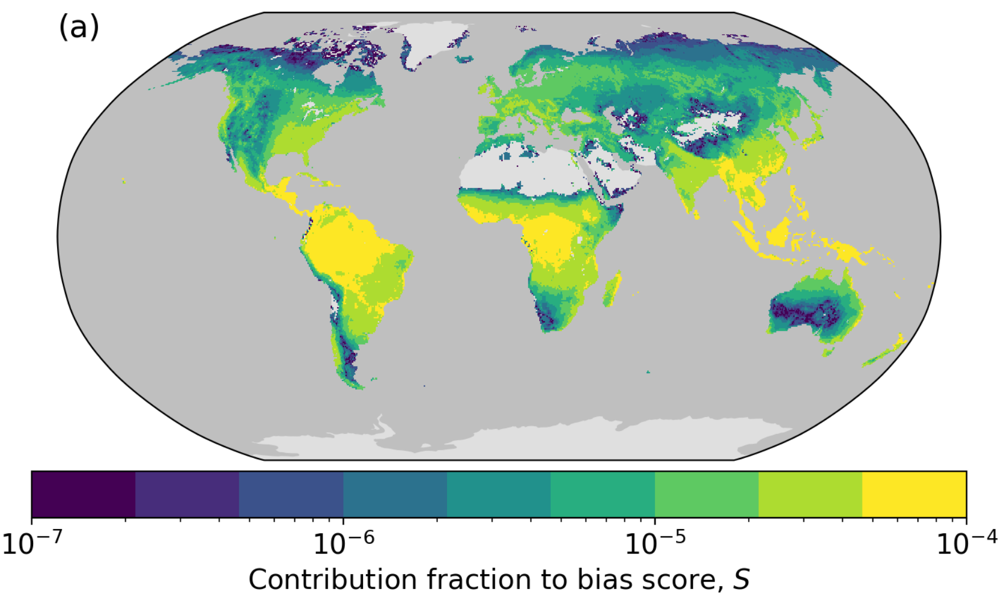 (a)
10⁻⁷ 10⁻⁶ 10⁻⁵ 10⁻⁴
Contribution fraction to bias score, S